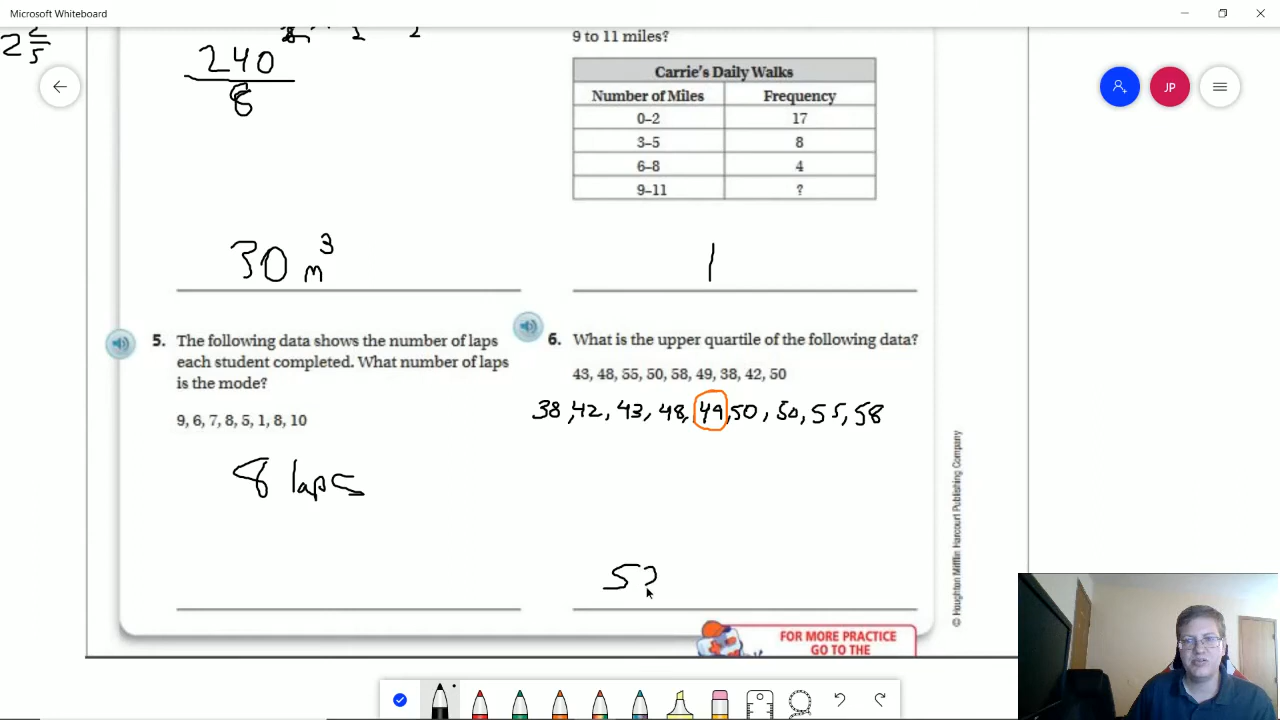 Microsoft Whiteboard
2 2/5
240
8
30 m³
9 to 11 miles?
Carrie's Daily Walks
Number of Miles Frequency
0–2 17
3–5 8
6–8 4
9–11 ?
1
JP
5. The following data shows the number of laps
each student completed. What number of laps
is the mode?
9, 6, 7, 8, 5, 1, 8, 10
8 laps
6. What is the upper quartile of the following data?
43, 48, 55, 50, 58, 49, 38, 42, 50
38, 42, 43, 48, 49, 50, 50, 55, 58
© Houghton Mifflin Harcourt Publishing Company
FOR MORE PRACTICE
GO TO THE